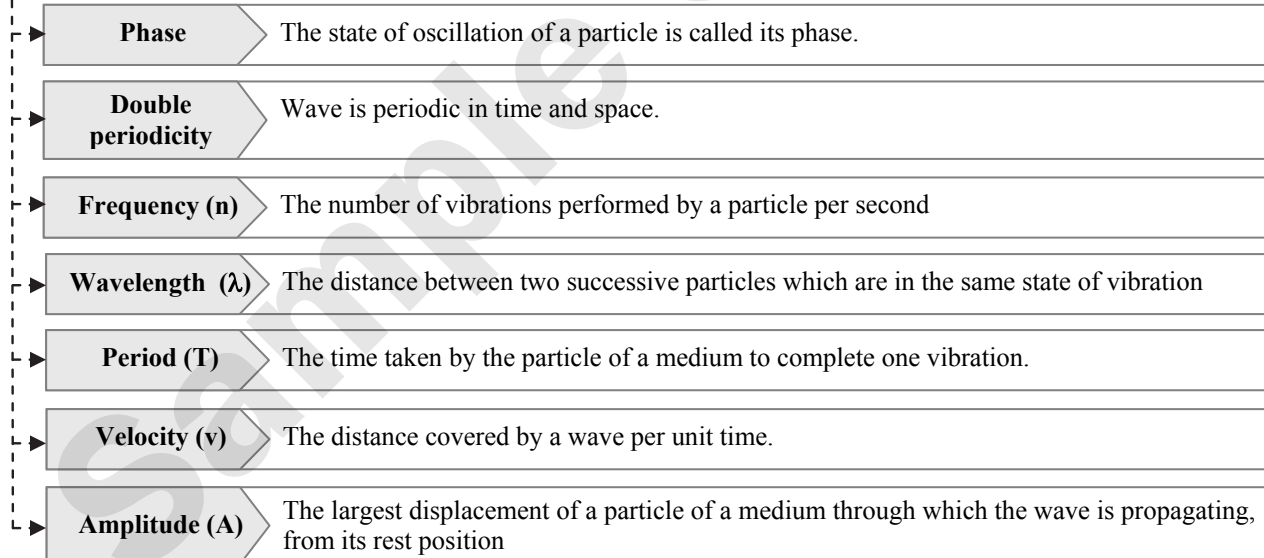 Phase
The state of oscillation of a particle is called its phase.
Double
periodicity
Wave is periodic in time and space.
Frequency (n)
The number of vibrations performed by a particle per second
Wavelength (λ)
The distance between two successive particles which are in the same state of vibration
Period (T)
The time taken by the particle of a medium to complete one vibration.
Velocity (v)
The distance covered by a wave per unit time.
Amplitude (A)
The largest displacement of a particle of a medium through which the wave is propagating,
from its rest position
Sample